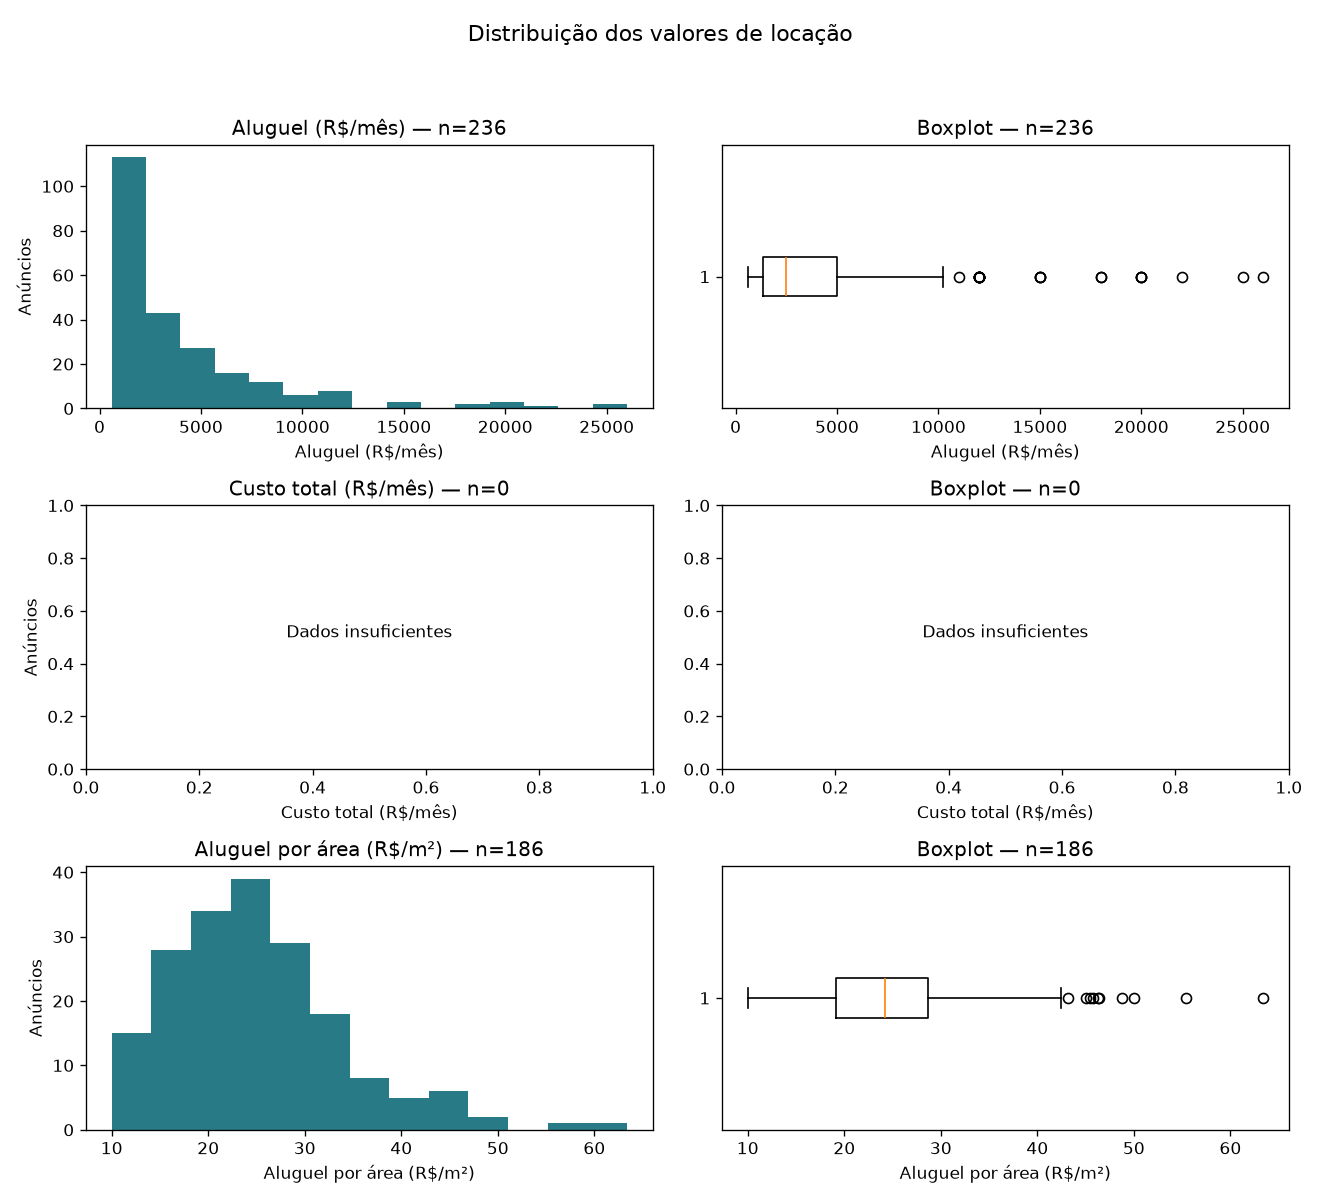 Distribuição dos valores de locação
Aluguel (R$/mês) — n=236
Anúncios
100
80
60
40
20
0
0 5000 10000 15000 20000 25000
Aluguel (R$/mês)
Boxplot — n=236
1
0 5000 10000 15000 20000 25000
Aluguel (R$/mês)
Custo total (R$/mês) — n=0
Anúncios
1.0
0.8
0.6
0.4
0.2
0.0
Dados insuficientes
0.0 0.2 0.4 0.6 0.8 1.0
Custo total (R$/mês)
Boxplot — n=0
1.0
0.8
0.6
0.4
0.2
0.0
Dados insuficientes
0.0 0.2 0.4 0.6 0.8 1.0
Custo total (R$/mês)
Aluguel por área (R$/m²) — n=186
Anúncios
40
30
20
10
0
10 20 30 40 50 60
Aluguel por área (R$/m²)
Boxplot — n=186
1
10 20 30 40 50 60
Aluguel por área (R$/m²)